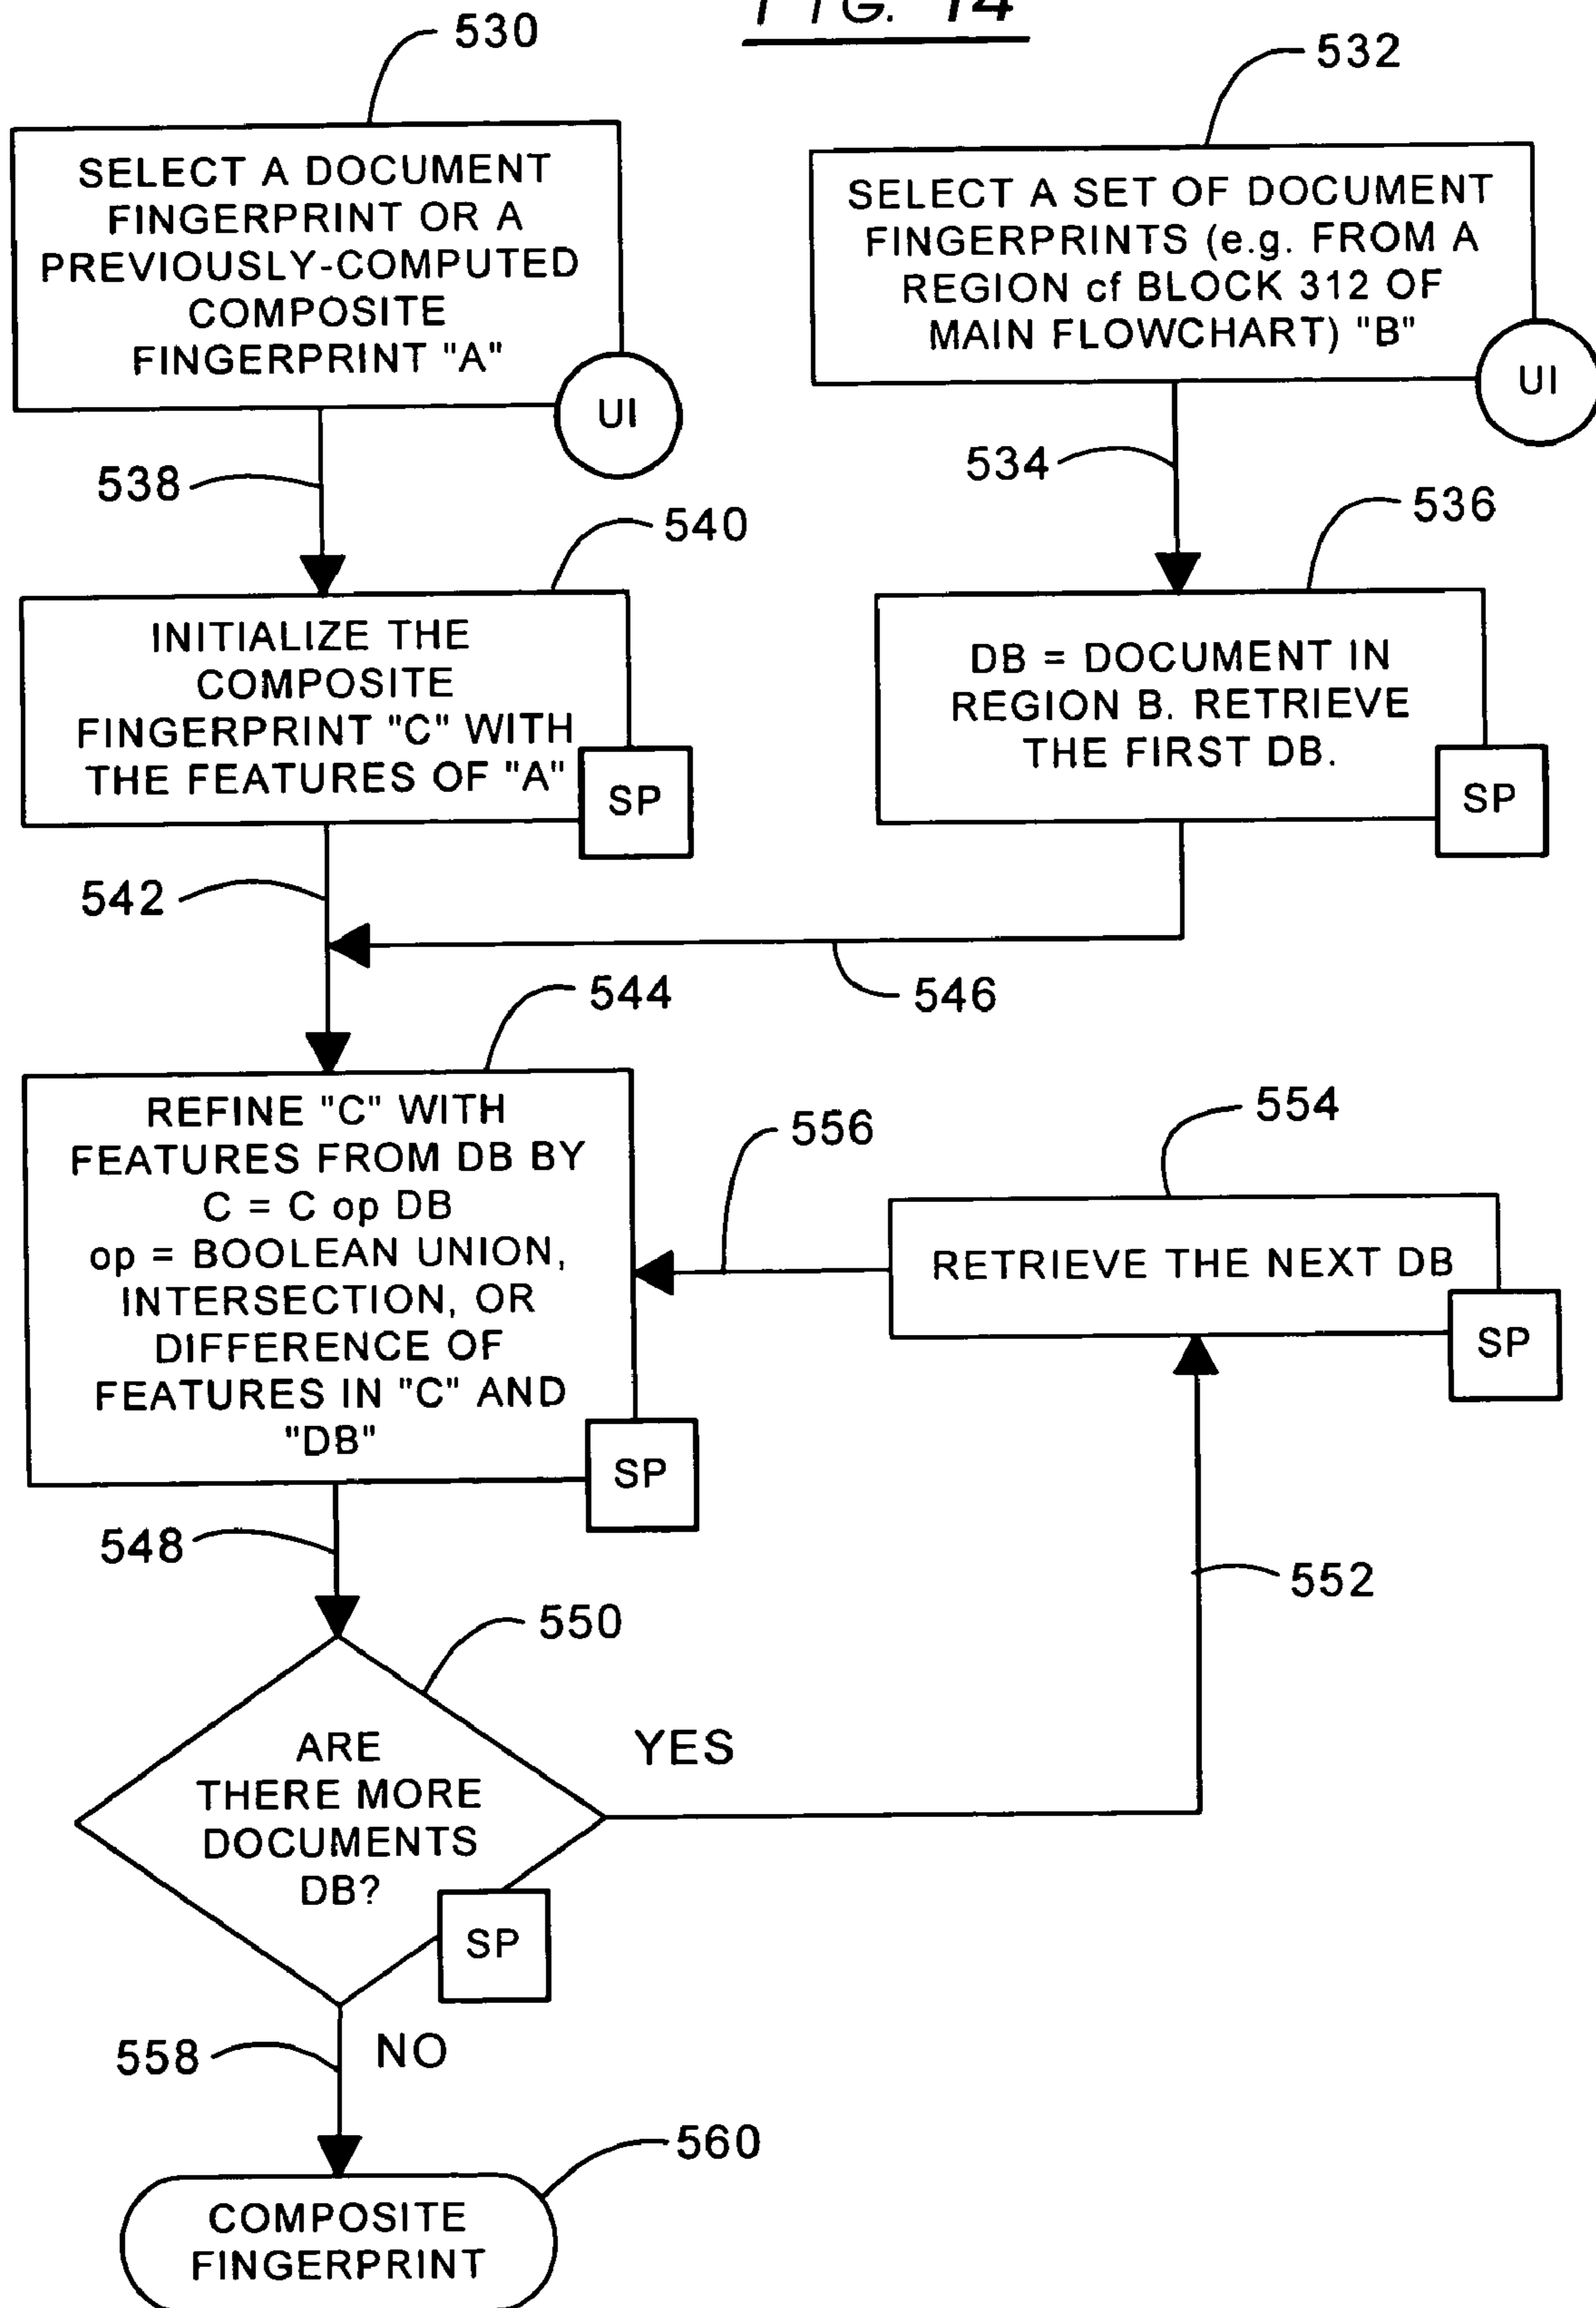 FIG. 14
530
532
SELECT A DOCUMENT
FINGERPRINT OR A
PREVIOUSLY-COMPUTED
COMPOSITE
FINGERPRINT "A"
UI
SELECT A SET OF DOCUMENT
FINGERPRINTS (e.g. FROM A
REGION cf BLOCK 312 OF
MAIN FLOWCHART) "B"
UI
538
534
540
536
INITIALIZE THE
COMPOSITE
FINGERPRINT "C" WITH
THE FEATURES OF "A"
SP
DB = DOCUMENT IN
REGION B. RETRIEVE
THE FIRST DB.
SP
542
546
544
REFINE "C" WITH
FEATURES FROM DB BY
C = C op DB
op = BOOLEAN UNION,
INTERSECTION, OR
DIFFERENCE OF
FEATURES IN "C" AND
"DB"
SP
556
554
RETRIEVE THE NEXT DB
SP
548
552
550
ARE
THERE MORE
DOCUMENTS
DB?
SP
YES
558
NO
560
COMPOSITE
FINGERPRINT